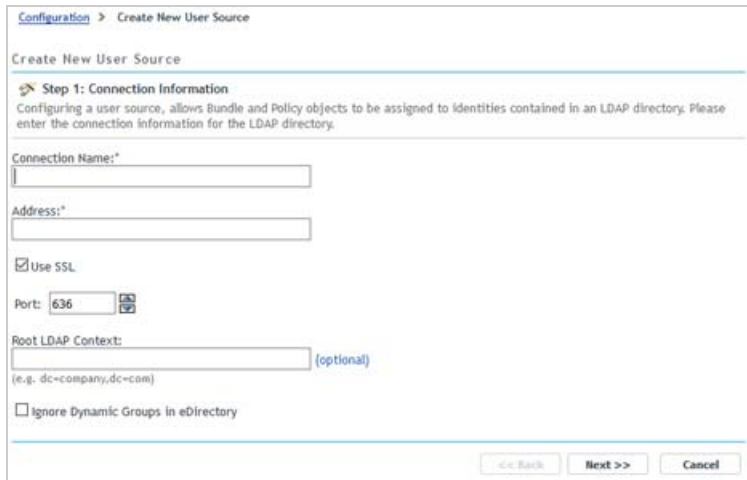 Configuration > Create New User Source
Create New User Source
Step 1: Connection Information
Configuring a user source, allows Bundle and Policy objects to be assigned to identities contained in an LDAP directory. Please
enter the connection information for the LDAP directory.
Connection Name:*
Address:*
Use SSL
Port: 636
Root LDAP Context:
(optional)
(e.g. dc=company,dc=com)
Ignore Dynamic Groups in eDirectory
<< Back Next >> Cancel